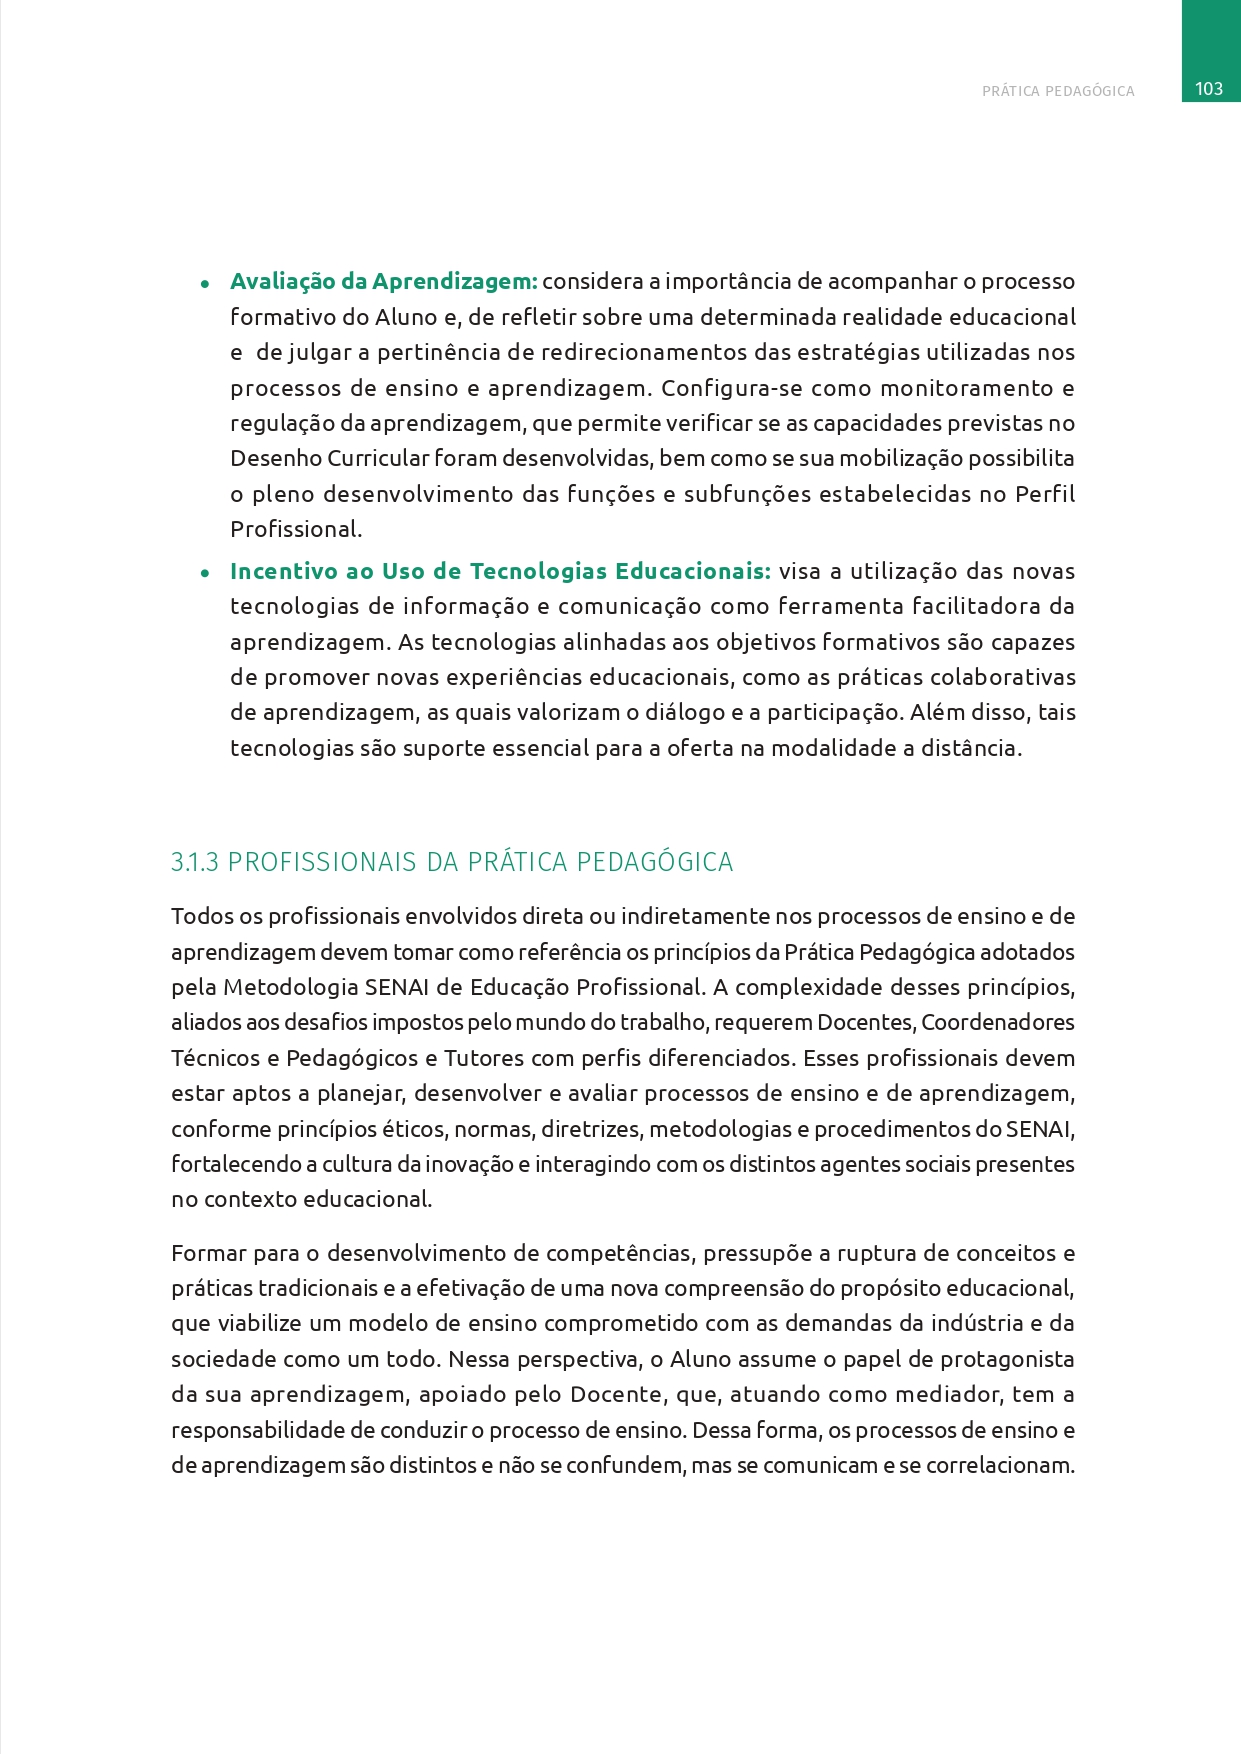 PRÁTICA PEDAGÓGICA
103
• Avaliação da Aprendizagem: considera a importância de acompanhar o processo
formativo do Aluno e, de refletir sobre uma determinada realidade educacional
e  de julgar a pertinência de redirecionamentos das estratégias utilizadas nos
processos de ensino e aprendizagem. Configura-se como monitoramento e
regulação da aprendizagem, que permite verificar se as capacidades previstas no
Desenho Curricular foram desenvolvidas, bem como se sua mobilização possibilita
o pleno desenvolvimento das funções e subfunções estabelecidas no Perfil
Profissional.
• Incentivo ao Uso de Tecnologias Educacionais: visa a utilização das novas
tecnologias de informação e comunicação como ferramenta facilitadora da
aprendizagem. As tecnologias alinhadas aos objetivos formativos são capazes
de promover novas experiências educacionais, como as práticas colaborativas
de aprendizagem, as quais valorizam o diálogo e a participação. Além disso, tais
tecnologias são suporte essencial para a oferta na modalidade a distância.
3.1.3 PROFISSIONAIS DA PRÁTICA PEDAGÓGICA
Todos os profissionais envolvidos direta ou indiretamente nos processos de ensino e de
aprendizagem devem tomar como referência os princípios da Prática Pedagógica adotados
pela Metodologia SENAI de Educação Profissional. A complexidade desses princípios,
aliados aos desafios impostos pelo mundo do trabalho, requerem Docentes, Coordenadores
Técnicos e Pedagógicos e Tutores com perfis diferenciados. Esses profissionais devem
estar aptos a planejar, desenvolver e avaliar processos de ensino e de aprendizagem,
conforme princípios éticos, normas, diretrizes, metodologias e procedimentos do SENAI,
fortalecendo a cultura da inovação e interagindo com os distintos agentes sociais presentes
no contexto educacional.
Formar para o desenvolvimento de competências, pressupõe a ruptura de conceitos e
práticas tradicionais e a efetivação de uma nova compreensão do propósito educacional,
que viabilize um modelo de ensino comprometido com as demandas da indústria e da
sociedade como um todo. Nessa perspectiva, o Aluno assume o papel de protagonista
da sua aprendizagem, apoiado pelo Docente, que, atuando como mediador, tem a
responsabilidade de conduzir o processo de ensino. Dessa forma, os processos de ensino e
de aprendizagem são distintos e não se confundem, mas se comunicam e se correlacionam.